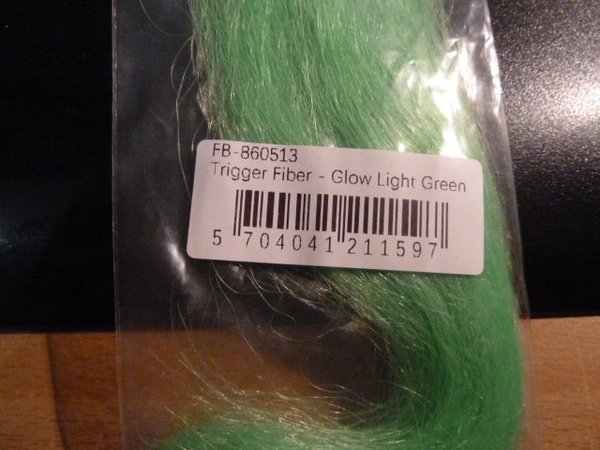 FB-860513
Trigger Fiber - Glow Light Green
5 704041 211597